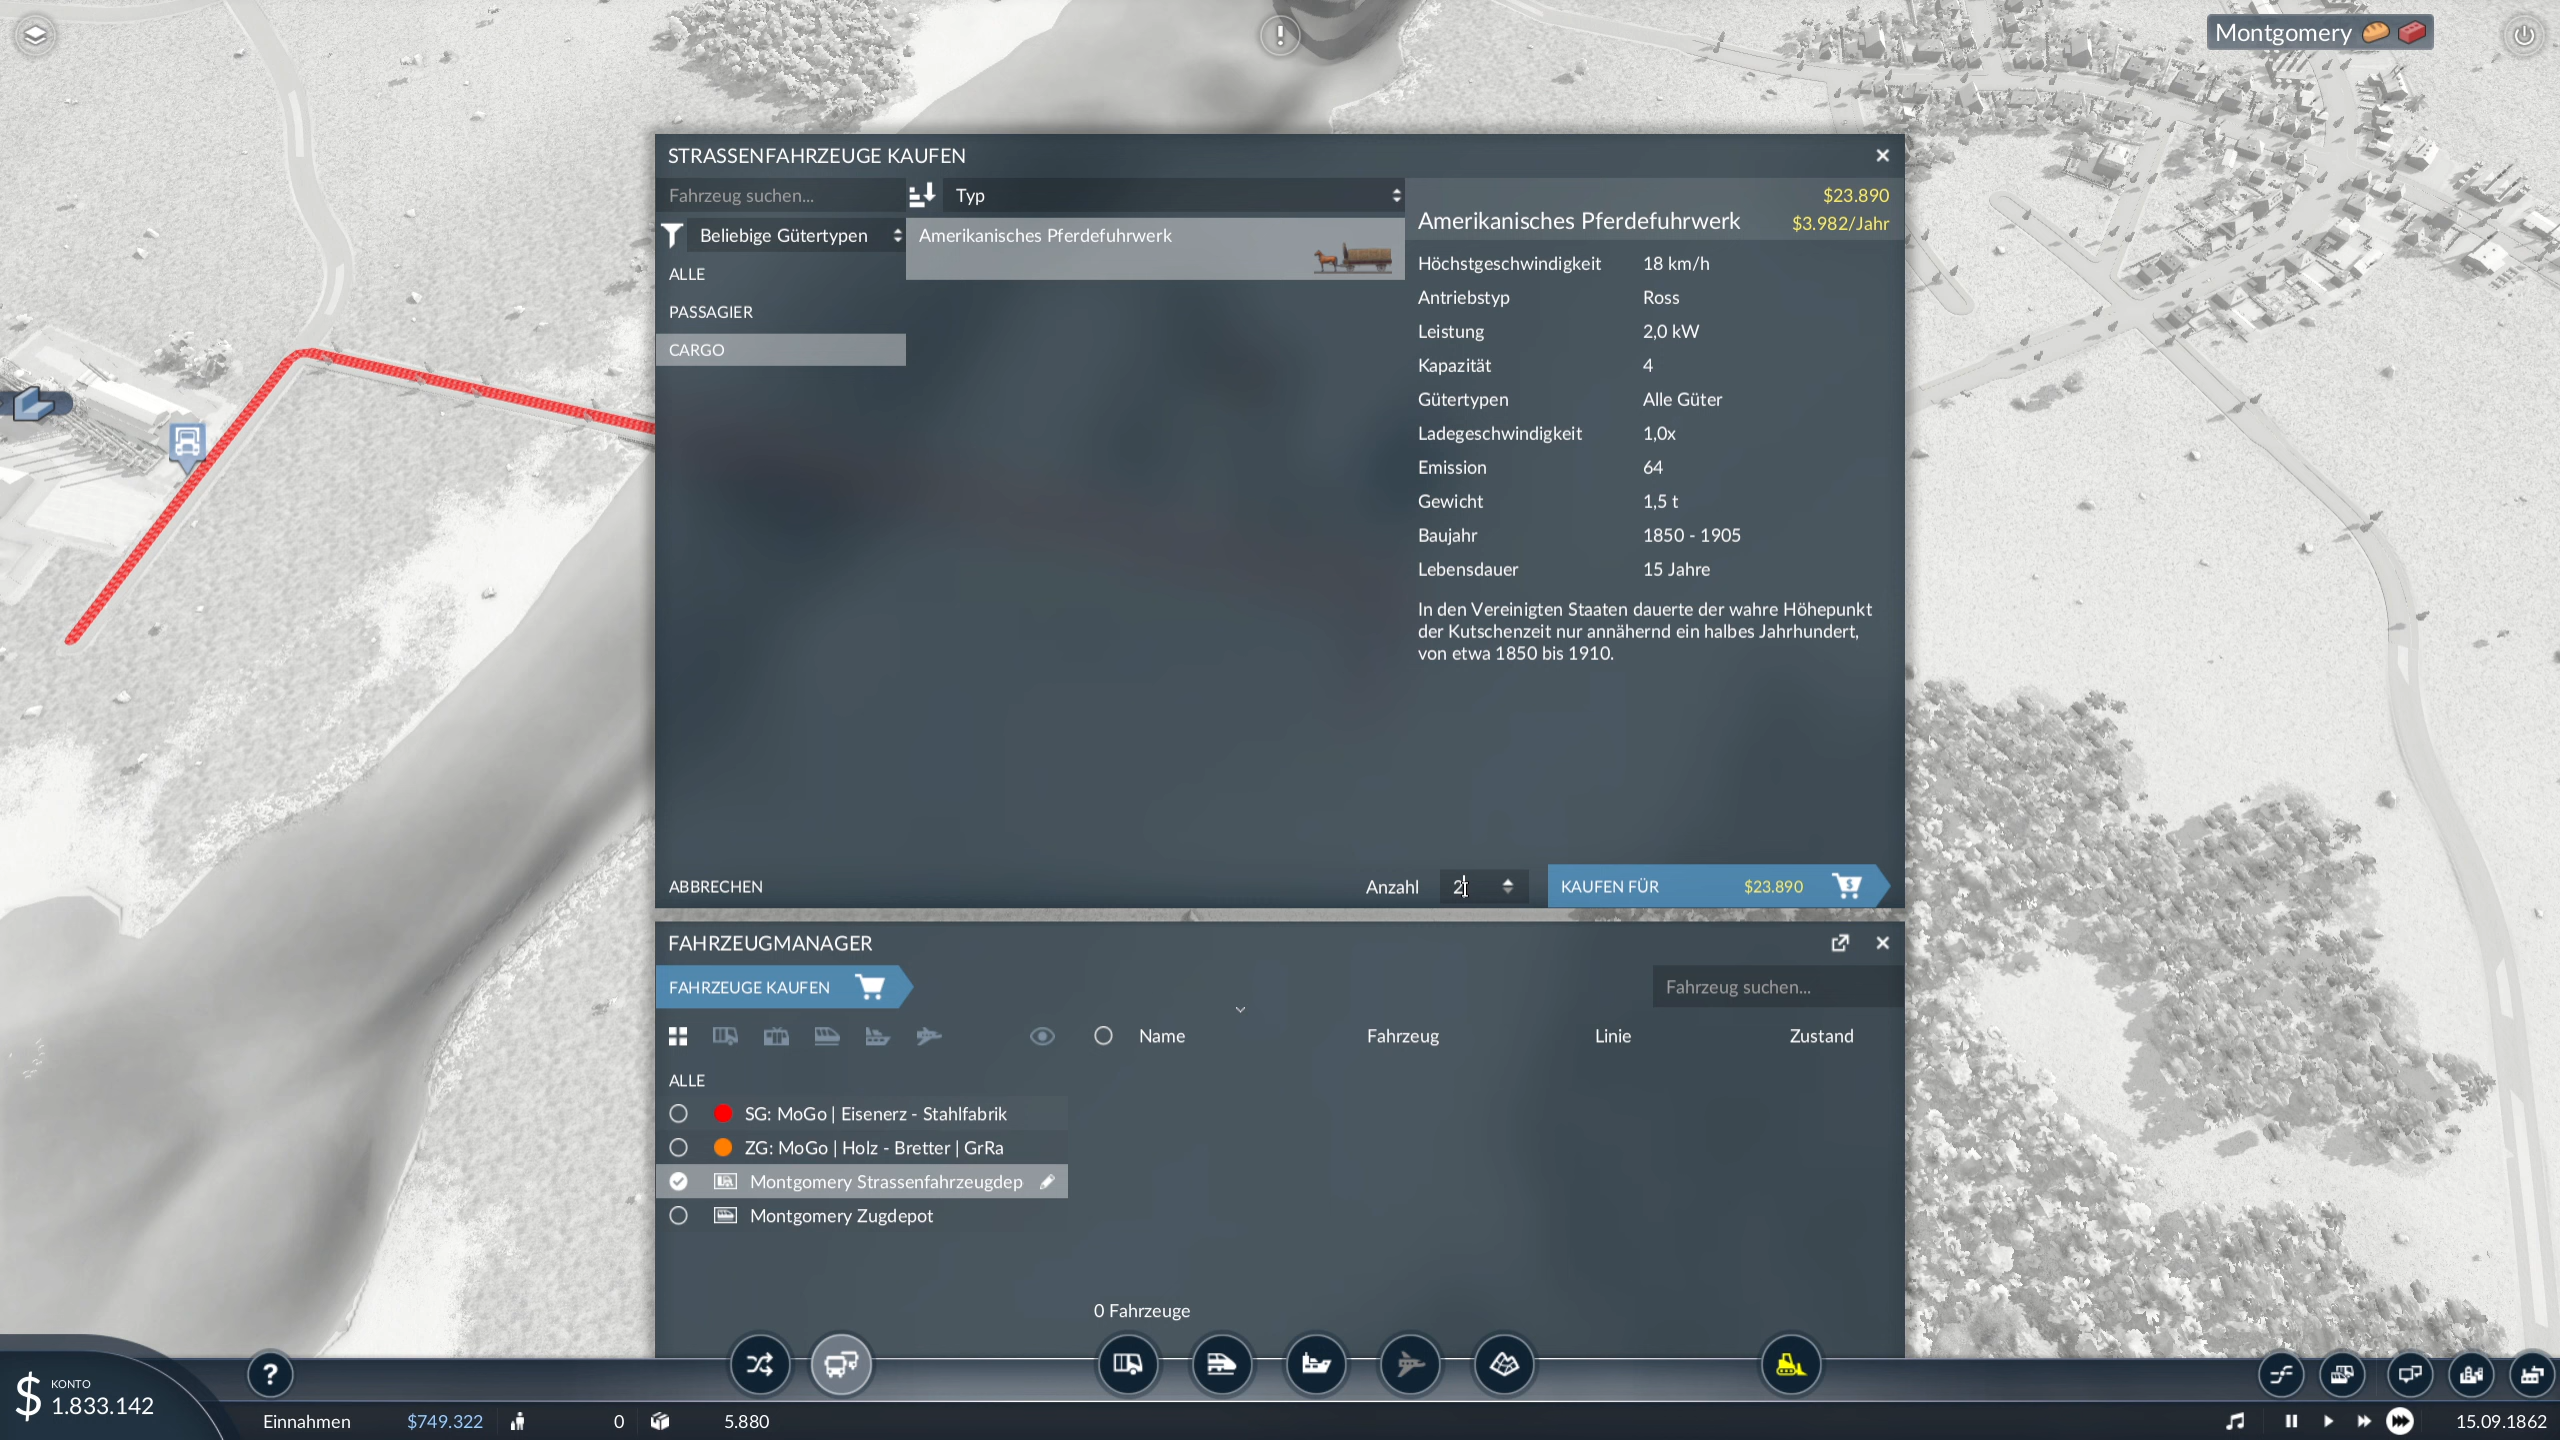 Montgomery
STRASSENFAHRZEUGE KAUFEN
Fahrzeug suchen...
Typ
Beliebige Gütertypen
ALLE
PASSAGIER
CARGO
Amerikanisches Pferdefuhrwerk
$23.890
Amerikanisches Pferdefuhrwerk
$3.982/Jahr
Höchstgeschwindigkeit 18 km/h
Antriebstyp Ross
Leistung 2,0 kW
Kapazität 4
Gütertypen Alle Güter
Ladegeschwindigkeit 1,0x
Emission 64
Gewicht 1,5 t
Baujahr 1850 - 1905
Lebensdauer 15 Jahre
In den Vereinigten Staaten dauerte der wahre Höhepunkt
der Kutschenzeit nur annähernd ein halbes Jahrhundert,
von etwa 1850 bis 1910.
ABBRECHEN
Anzahl 2
KAUFEN FÜR $23.890
FAHRZEUGMANAGER
FAHRZEUGE KAUFEN
Fahrzeug suchen...
Name Fahrzeug Linie Zustand
ALLE
SG: MoGo | Eisenerz - Stahlfabrik
ZG: MoGo | Holz - Bretter | GrRa
Montgomery Strassenfahrzeugdep
Montgomery Zugdepot
0 Fahrzeuge
?
$ KONTO
1.833.142
Einnahmen $749.322 0 5.880
15.09.1862